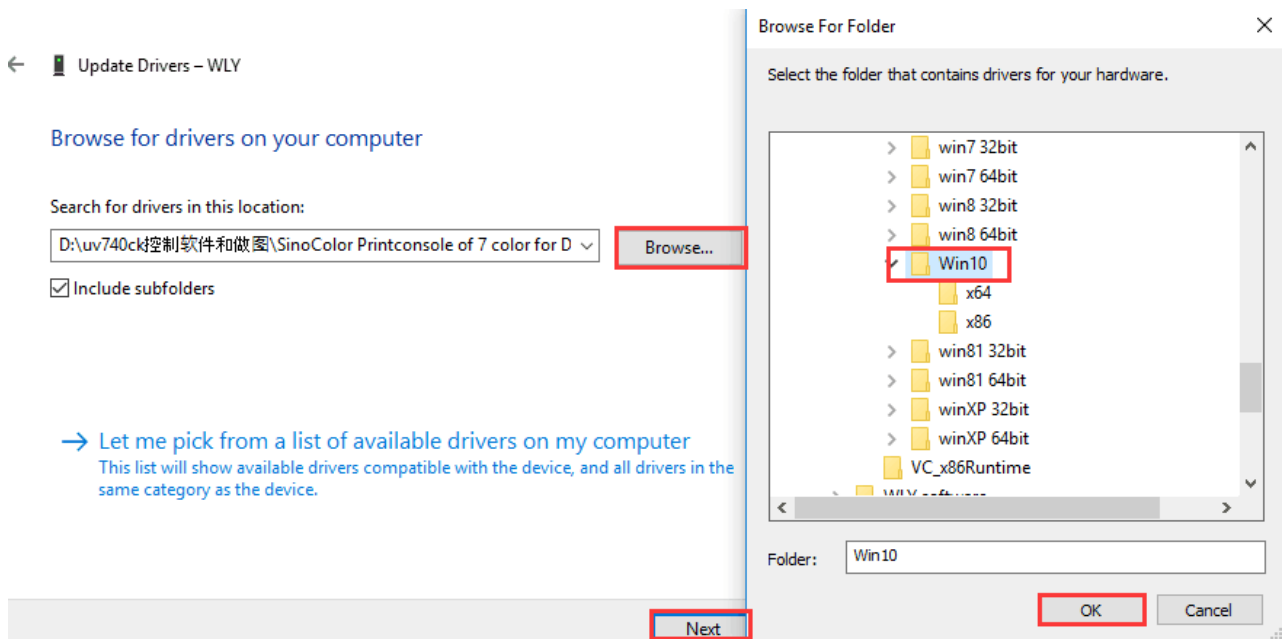 Update Drivers – WLY
Browse for drivers on your computer
Search for drivers in this location:
D:\uv740ck控制软件和做图\SinoColor Printconsole of 7 color for D
Browse...
Include subfolders
Let me pick from a list of available drivers on my computer
This list will show available drivers compatible with the device, and all drivers in the
same category as the device.
Next
Browse For Folder
Select the folder that contains drivers for your hardware.
win7 32bit
win7 64bit
win8 32bit
win8 64bit
Win10
x64
x86
win81 32bit
win81 64bit
winXP 32bit
winXP 64bit
VC_x86Runtime
WLY software
Folder:
Win10
OK
Cancel